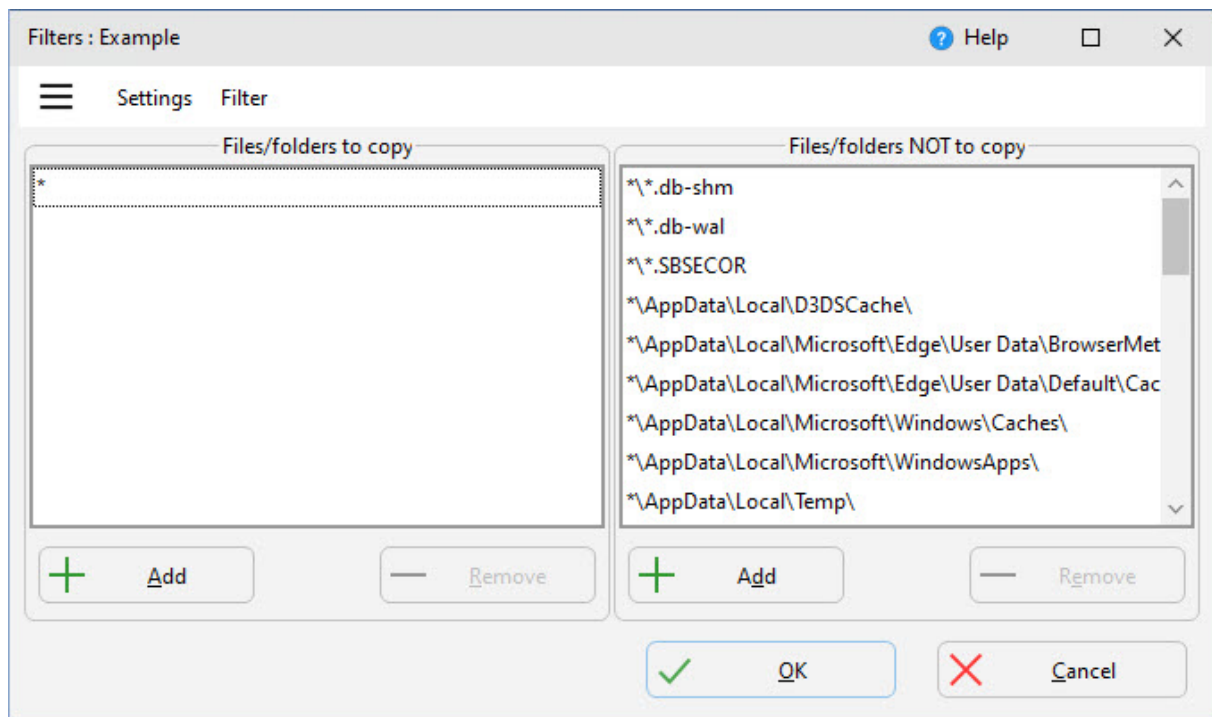 Filters : Example
? Help
Settings Filter
Files/folders to copy
*
Add
Remove
Files/folders NOT to copy
*\*.db-shm
*\*.db-wal
*\*.SBSECOR
*\AppData\Local\D3DSCache\
*\AppData\Local\Microsoft\Edge\User Data\BrowserMet
*\AppData\Local\Microsoft\Edge\User Data\Default\Cac
*\AppData\Local\Microsoft\Windows\Caches\
*\AppData\Local\Microsoft\WindowsApps\
*\AppData\Local\Temp\
Add
Remove
OK
Cancel